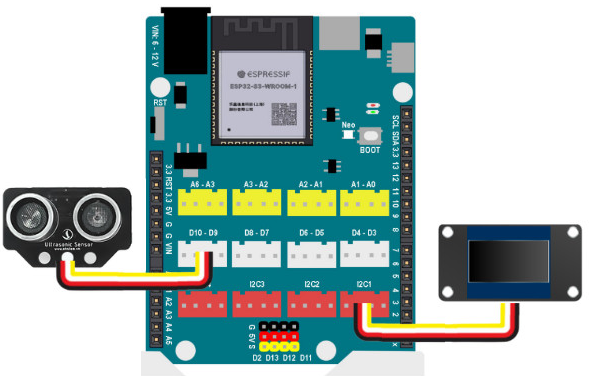 VIN: 6 - 12 V
ESPRESSIF
ESP32-S3-WROOM-1
RST
Neo
BOOT
SCL
SDA
3.3
13
12
11
10
9
8
7
6
5
4
3
2
3.3
RST
3.3
5V
G
G
VIN
A2
A3
A4
A5
A6 - A3
A3 - A2
A2 - A1
A1 - A0
D10 - D9
D8 - D7
D6 - D5
D4 - D3
I2C3
I2C2
I2C1
Ultrasonic Sensor
G
5V
S
D2 D13 D12 D11